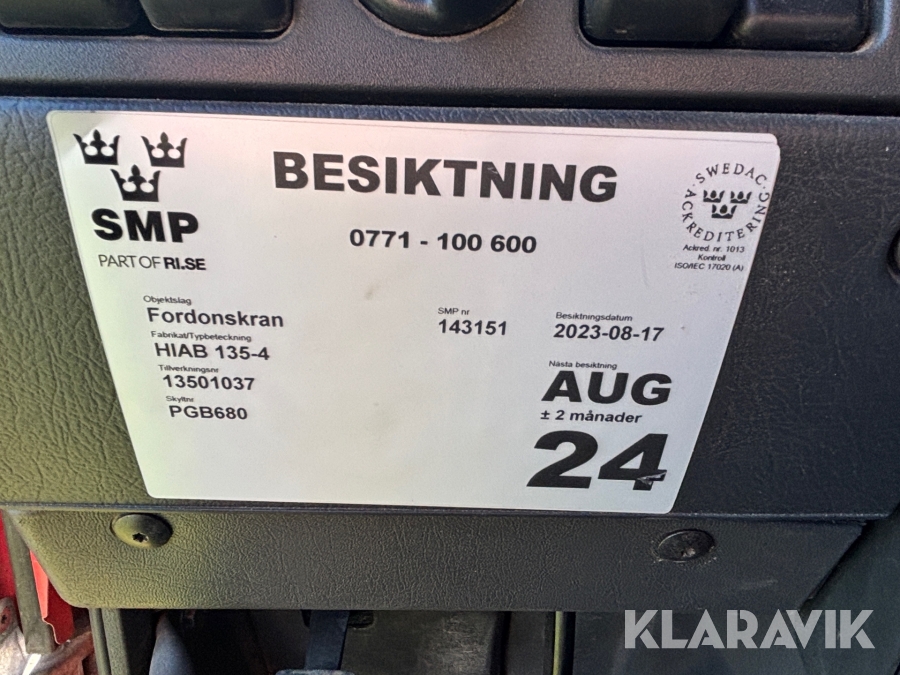 SMP
PART OF RI.SE
BESIKTNING
0771 - 100 600
SWEDAC
ACKREDITERING
Ackred. nr. 1013
Kontroll
ISO/IEC 17020 (A)
Objektslag
Fordonskran
Fabrikat/Typbeteckning
HIAB 135-4
Tillverkningsnr
13501037
Skyltnr
PGB680
SMP nr
143151
Besiktningsdatum
2023-08-17
Nästa besiktning
AUG
± 2 månader
24
KLARAVIK